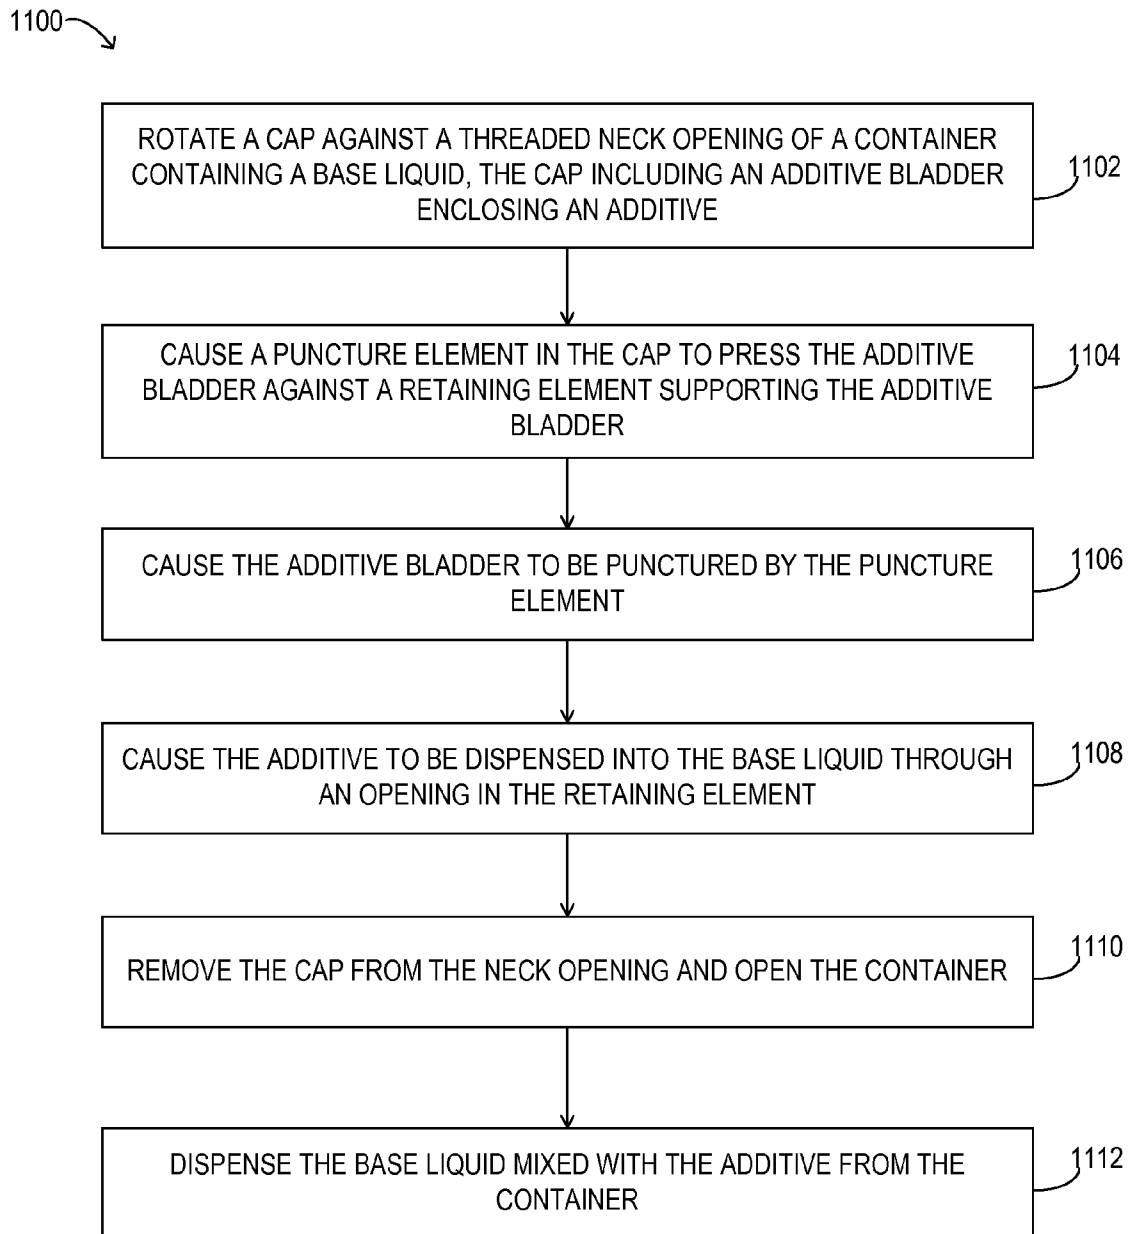 1100
ROTATE A CAP AGAINST A THREADED NECK OPENING OF A CONTAINER
CONTAINING A BASE LIQUID, THE CAP INCLUDING AN ADDITIVE BLADDER
ENCLOSING AN ADDITIVE
1102
CAUSE A PUNCTURE ELEMENT IN THE CAP TO PRESS THE ADDITIVE
BLADDER AGAINST A RETAINING ELEMENT SUPPORTING THE ADDITIVE
BLADDER
1104
CAUSE THE ADDITIVE BLADDER TO BE PUNCTURED BY THE PUNCTURE
ELEMENT
1106
CAUSE THE ADDITIVE TO BE DISPENSED INTO THE BASE LIQUID THROUGH
AN OPENING IN THE RETAINING ELEMENT
1108
REMOVE THE CAP FROM THE NECK OPENING AND OPEN THE CONTAINER
1110
DISPENSE THE BASE LIQUID MIXED WITH THE ADDITIVE FROM THE
CONTAINER
1112